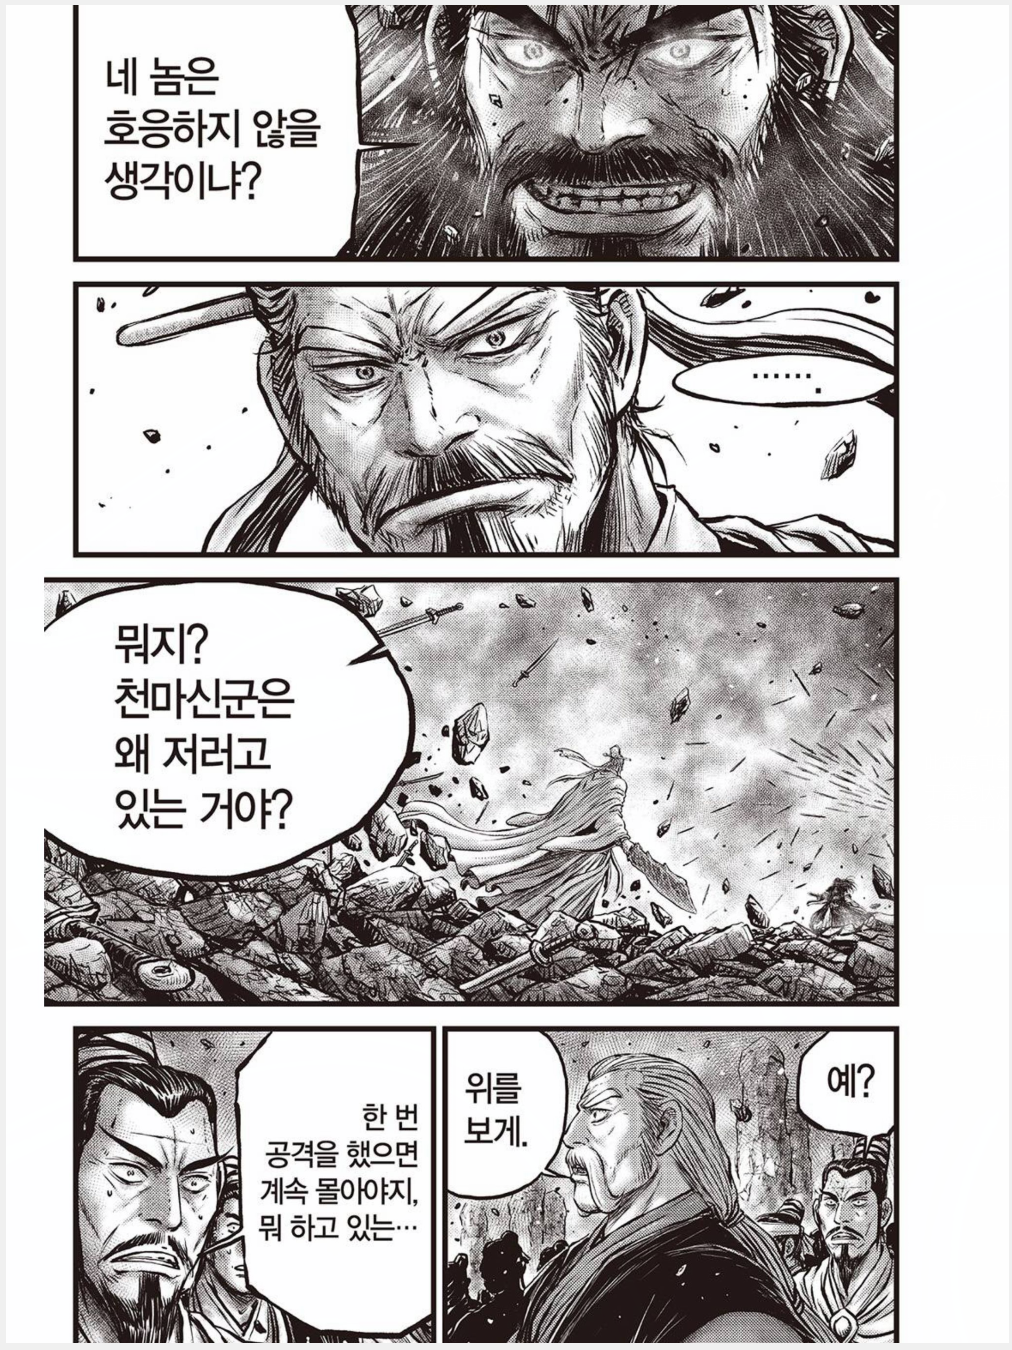 네 놈은
호응하지 않을
생각이냐?
…….
뭐지?
천마신군은
왜 저러고
있는 거야?
한 번
공격을 했으면
계속 몰아야지,
뭐 하고 있는…
위를
보게.
예?